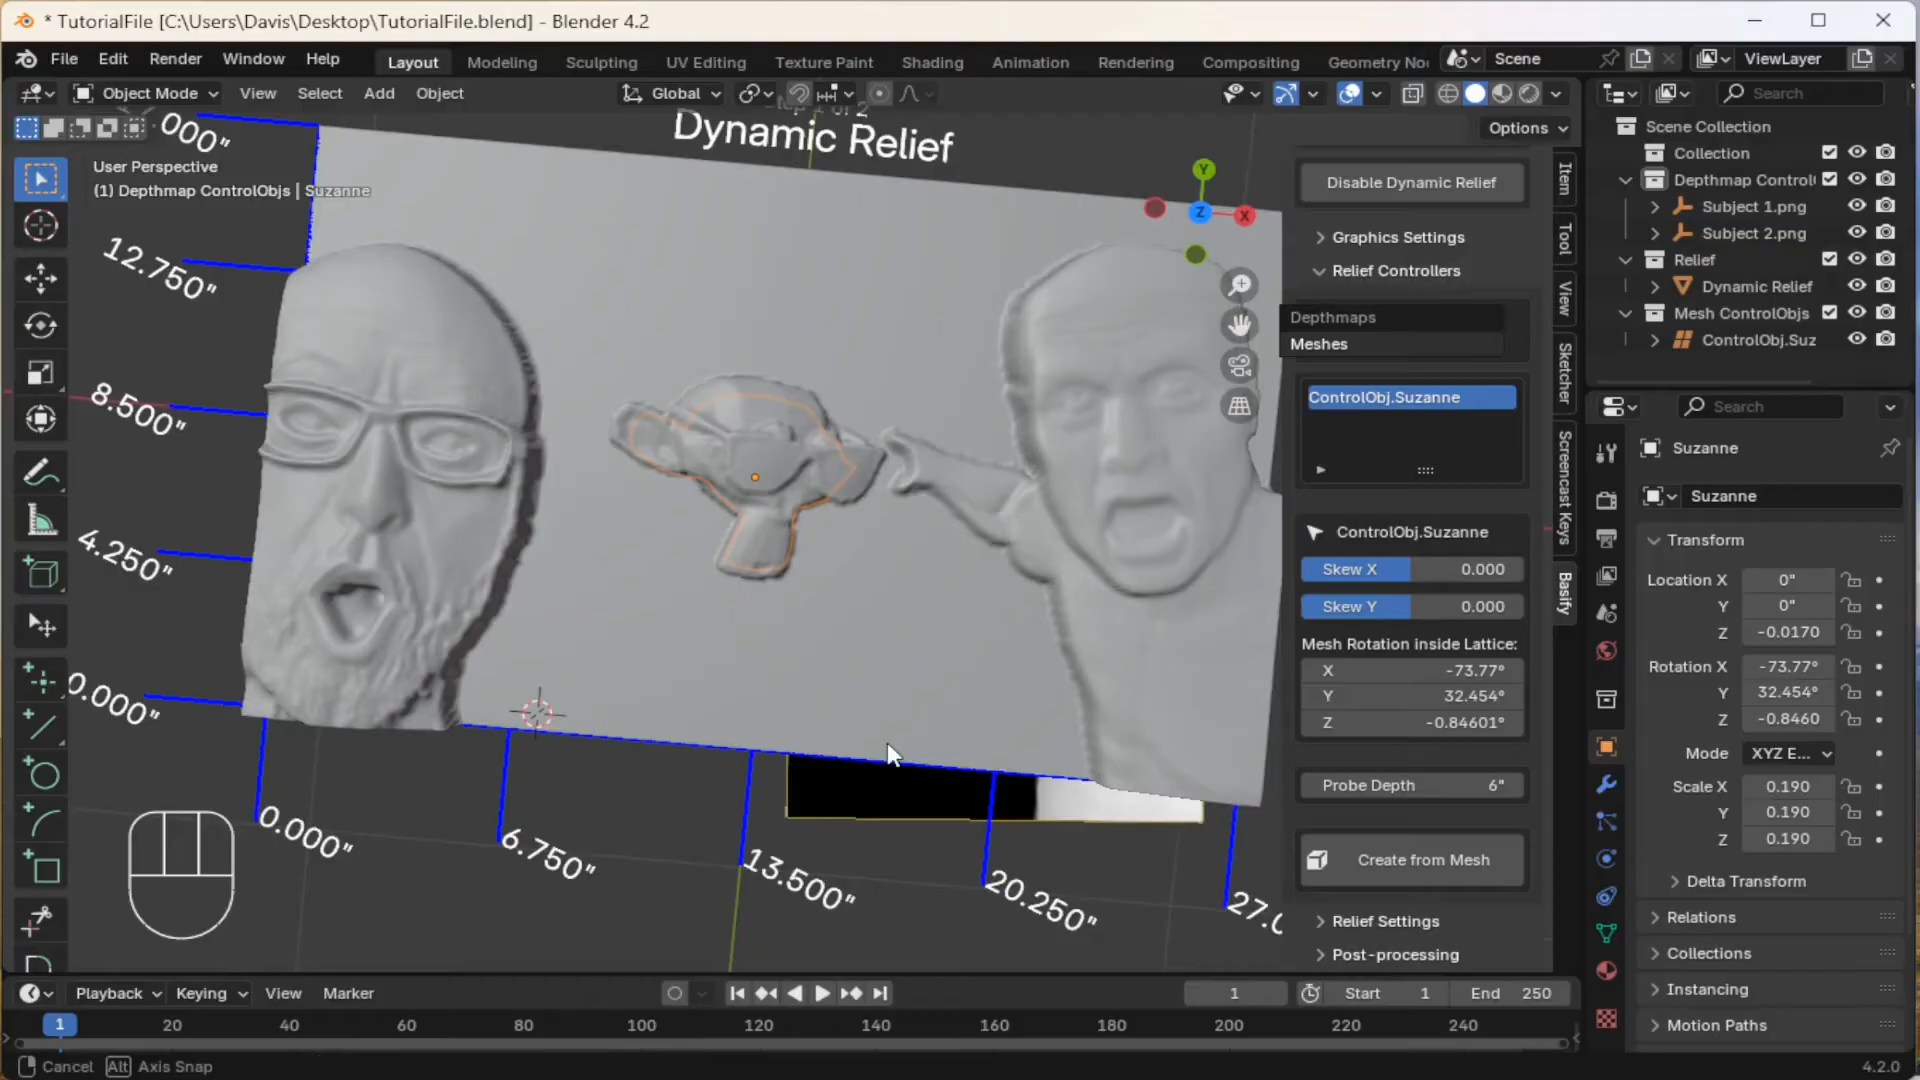 * TutorialFile [C:\Users\Davis\Desktop\TutorialFile.blend] - Blender 4.2
File Edit Render Window Help Layout Modeling Sculpting UV Editing Texture Paint Shading Animation Rendering Compositing Geometry No Scene ViewLayer
Object Mode View Select Add Object Global Search
Options
User Perspective
(1) Depthmap ControlObjs | Suzanne
Dynamic Relief
000"
12.750"
8.500"
4.250"
0.000"
0.000"
6.750"
13.500"
20.250"
27.0
Y
Z
X
Disable Dynamic Relief
Graphics Settings
Relief Controllers
Depthmaps
Meshes
ControlObj.Suzanne
ControlObj.Suzanne
Skew X 0.000
Skew Y 0.000
Mesh Rotation inside Lattice:
X -73.77°
Y 32.454°
Z -0.84601°
Probe Depth 6"
Create from Mesh
Relief Settings
Post-processing
Item
Tool
View
Sketcher
Screencast Keys
Basify
Scene Collection
Collection
Depthmap Control
Subject 1.png
Subject 2.png
Relief
Dynamic Relief
Mesh ControlObjs
ControlObj.Suz
Search
Suzanne
Suzanne
Transform
Location X 0"
Y 0"
Z -0.0170
Rotation X -73.77°
Y 32.454°
Z -0.8460
Mode XYZ E...
Scale X 0.190
Y 0.190
Z 0.190
Delta Transform
Relations
Collections
Instancing
Motion Paths
Playback Keying View Marker 1 Start 1 End 250
1 20 40 60 80 100 120 140 160 180 200 220 240
Cancel Alt Axis Snap 4.2.0